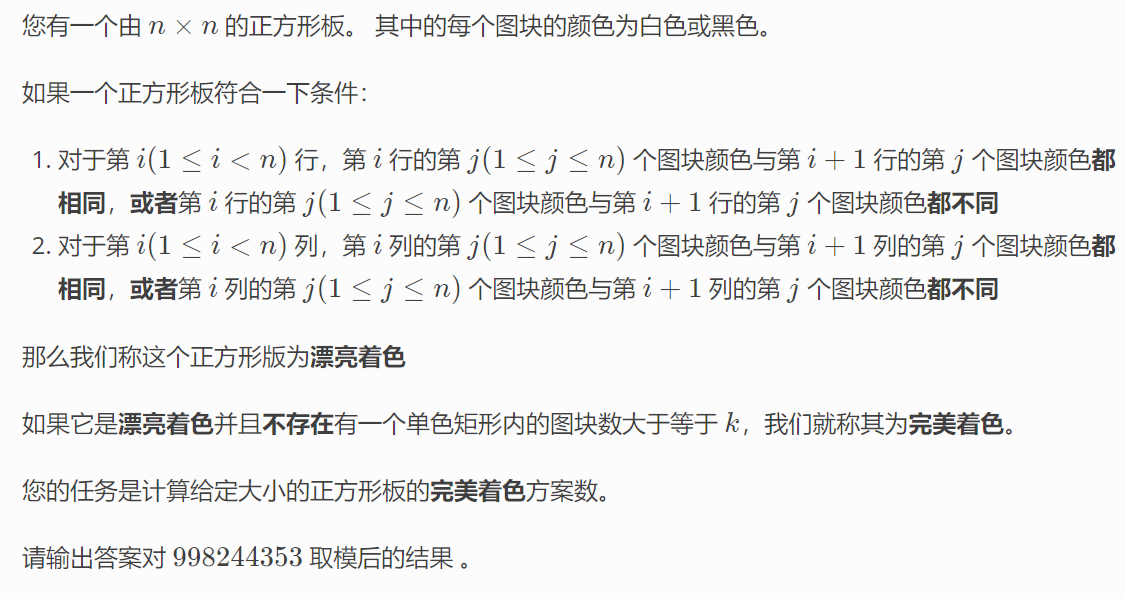 您有一个由 n × n 的正方形板。 其中的每个图块的颜色为白色或黑色。
如果一个正方形板符合一下条件：
1. 对于第 i(1 ≤ i < n) 行，第 i 行的第 j(1 ≤ j ≤ n) 个图块颜色与第 i + 1 行的第 j 个图块颜色都
相同，或者第 i 行的第 j(1 ≤ j ≤ n) 个图块颜色与第 i + 1 行的第 j 个图块颜色都不同
2. 对于第 i(1 ≤ i < n) 列，第 i 列的第 j(1 ≤ j ≤ n) 个图块颜色与第 i + 1 列的第 j 个图块颜色都
相同，或者第 i 列的第 j(1 ≤ j ≤ n) 个图块颜色与第 i + 1 列的第 j 个图块颜色都不同
那么我们称这个正方形版为漂亮着色
如果它是漂亮着色并且不存在有一个单色矩形内的图块数大于等于 k，我们就称其为完美着色。
您的任务是计算给定大小的正方形板的完美着色方案数。
请输出答案对 998244353 取模后的结果 。